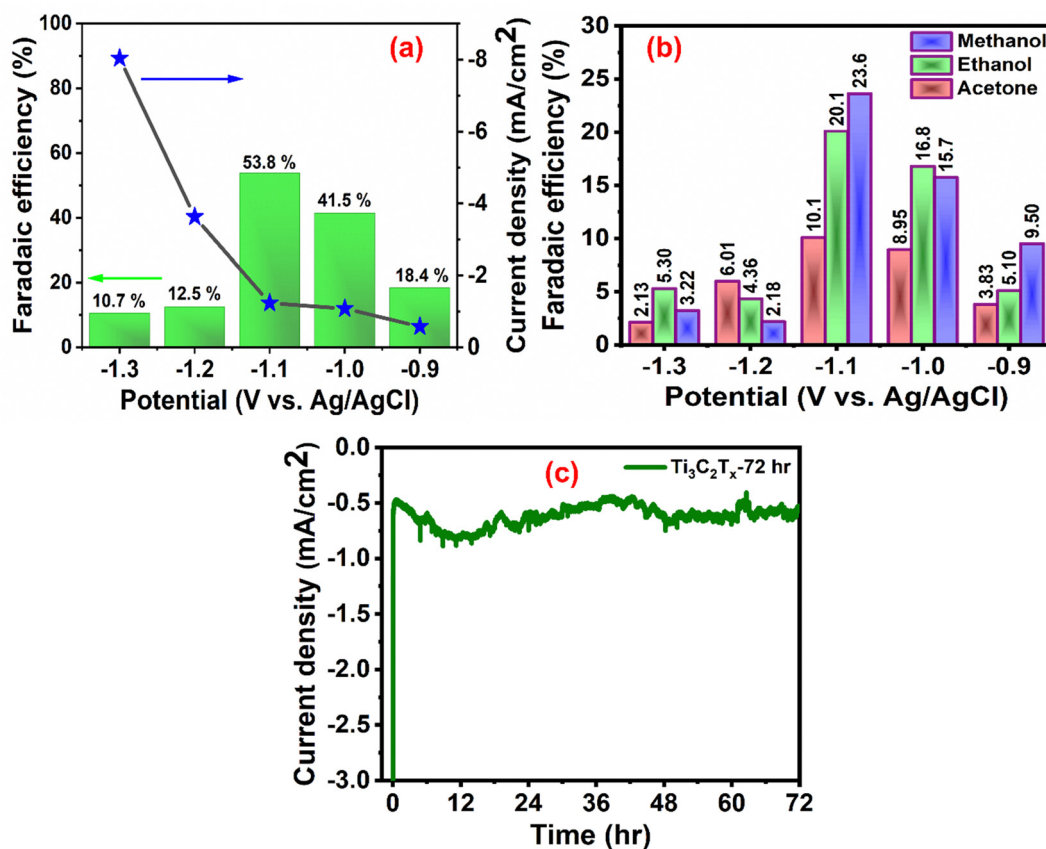 (a)
Faradaic efficiency (%)
100
80
60
40
20
0
10.7 %
12.5 %
53.8 %
41.5 %
18.4 %
-8
-6
-4
-2
0
Current density (mA/cm²)
-1.3 -1.2 -1.1 -1.0 -0.9
Potential (V vs. Ag/AgCl)
(b)
Faradaic efficiency (%)
30
25
20
15
10
5
0
Methanol
Ethanol
Acetone
2.13 5.30 3.22
6.01 4.36 2.18
10.1 20.1 23.6
8.95 16.8 15.7
3.83 5.10 9.50
-1.3 -1.2 -1.1 -1.0 -0.9
Potential (V vs. Ag/AgCl)
(c)
Ti₃C₂Tₓ-72 hr
Current density (mA/cm²)
0.0
-0.5
-1.0
-1.5
-2.0
-2.5
-3.0
0 12 24 36 48 60 72
Time (hr)